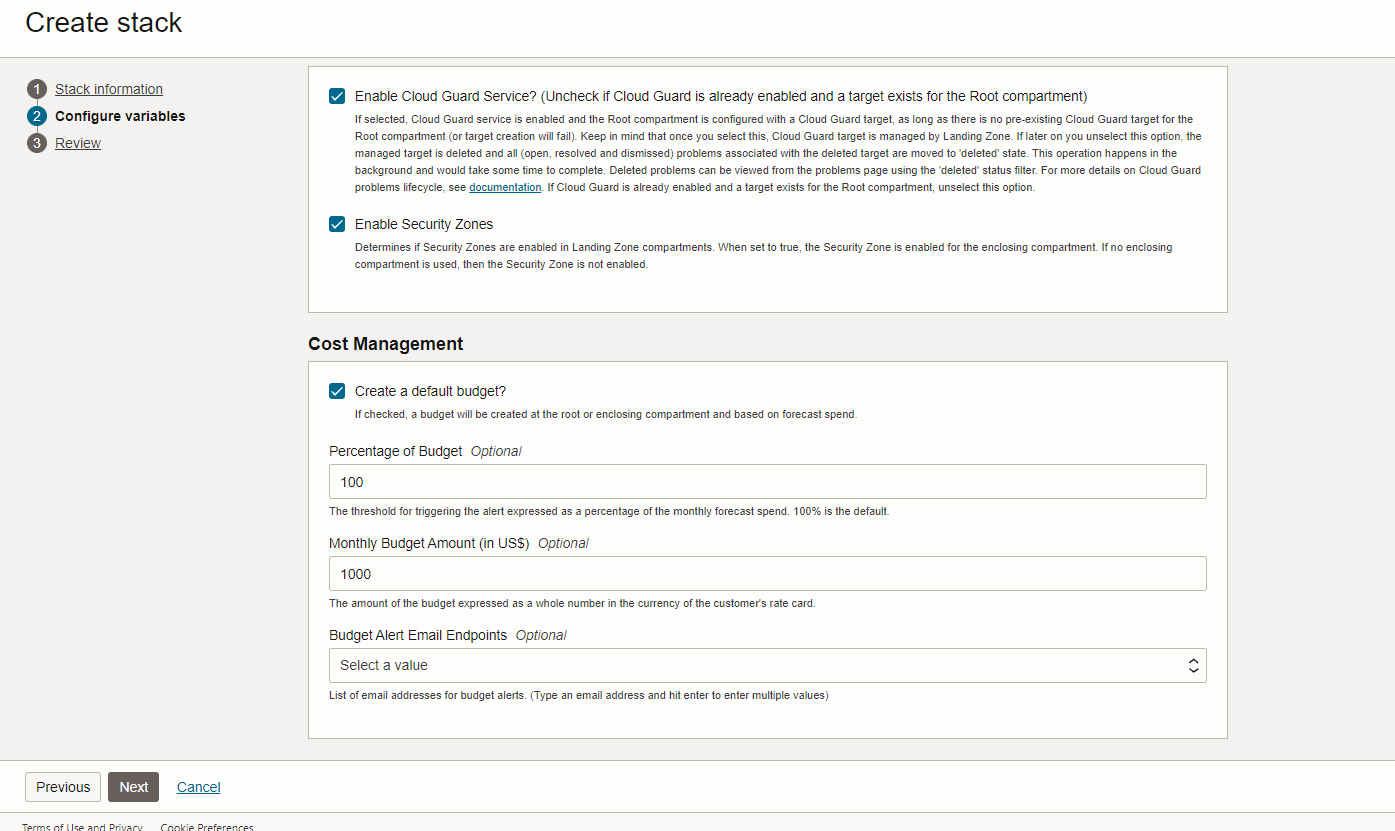 Create stack
1 Stack information
2 Configure variables
3 Review
Enable Cloud Guard Service? (Uncheck if Cloud Guard is already enabled and a target exists for the Root compartment)
If selected, Cloud Guard service is enabled and the Root compartment is configured with a Cloud Guard target, as long as there is no pre-existing Cloud Guard target for the
Root compartment (or target creation will fail). Keep in mind that once you select this, Cloud Guard target is managed by Landing Zone. If later on you unselect this option, the
managed target is deleted and all (open, resolved and dismissed) problems associated with the deleted target are moved to 'deleted' state. This operation happens in the
background and would take some time to complete. Deleted problems can be viewed from the problems page using the 'deleted' status filter. For more details on Cloud Guard
problems lifecycle, see documentation. If Cloud Guard is already enabled and a target exists for the Root compartment, unselect this option.
Enable Security Zones
Determines if Security Zones are enabled in Landing Zone compartments. When set to true, the Security Zone is enabled for the enclosing compartment. If no enclosing
compartment is used, then the Security Zone is not enabled.
Cost Management
Create a default budget?
If checked, a budget will be created at the root or enclosing compartment and based on forecast spend.
Percentage of Budget Optional
100
The threshold for triggering the alert expressed as a percentage of the monthly forecast spend. 100% is the default.
Monthly Budget Amount (in US$) Optional
1000
The amount of the budget expressed as a whole number in the currency of the customer's rate card.
Budget Alert Email Endpoints Optional
Select a value
List of email addresses for budget alerts. (Type an email address and hit enter to enter multiple values)
Previous Next Cancel
Terms of Use and Privacy Cookie Preferences